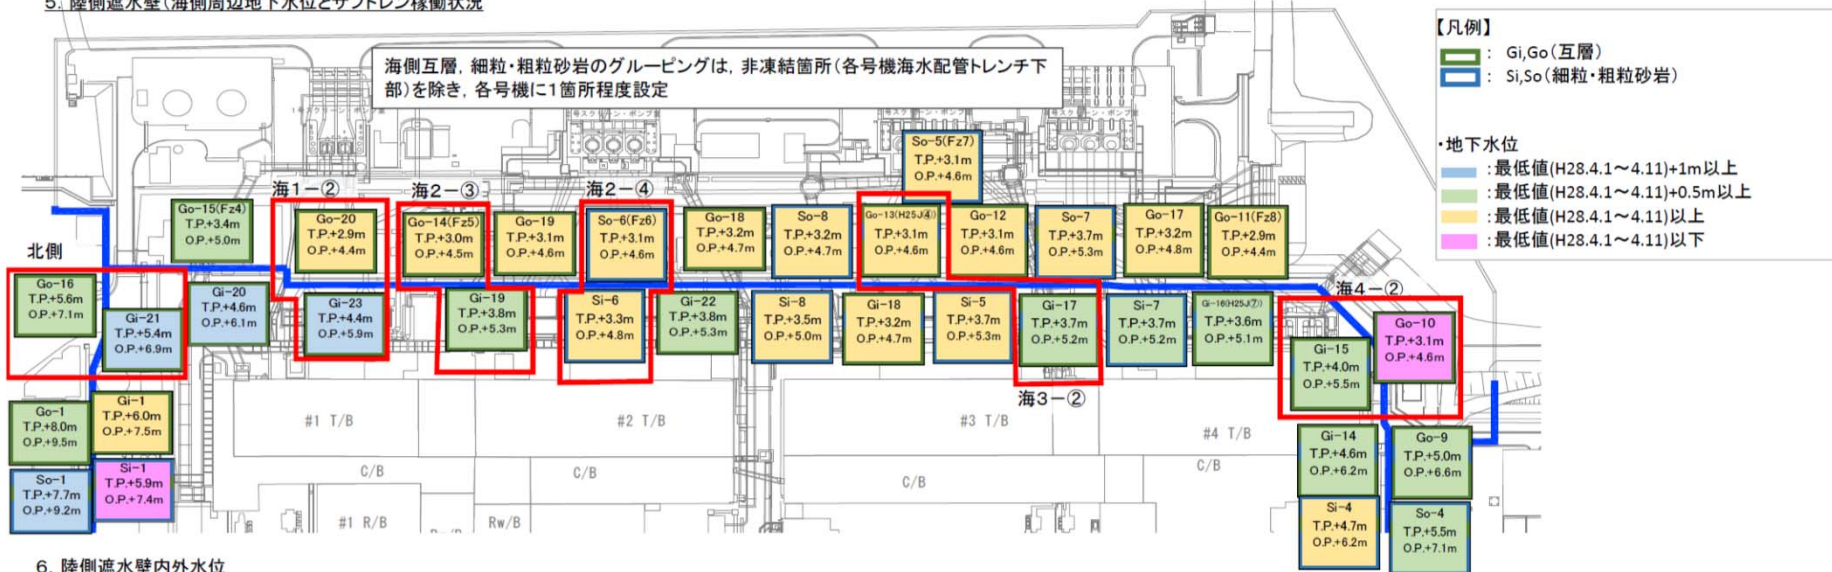 5. 陸側遮水壁(海側周辺地下水位とサブドレン稼働状況
海側互層,細粒・粗粒砂岩のグルーピングは,非凍結箇所(各号機海水配管トレンチ下
部)を除き,各号機に1箇所程度設定
【凡例】
: Gi,Go(互層)
: Si,So(細粒・粗粒砂岩)
・地下水位
:最低値(H28.4.1~4.11)+1m以上
:最低値(H28.4.1~4.11)+0.5m以上
:最低値(H28.4.1~4.11)以上
:最低値(H28.4.1~4.11)以下
So-5(Fz7)
T.P.+3.1m
O.P.+4.6m
海1-②
海2-③
海2-④
Go-15(Fz4)
T.P.+3.4m
O.P.+5.0m
Go-20
T.P.+2.9m
O.P.+4.4m
Go-14(Fz5)
T.P.+3.0m
O.P.+4.5m
Go-19
T.P.+3.1m
O.P.+4.6m
So-6(Fz6)
T.P.+3.1m
O.P.+4.6m
Go-18
T.P.+3.2m
O.P.+4.7m
So-8
T.P.+3.2m
O.P.+4.7m
Go-13(H25J④)
T.P.+3.1m
O.P.+4.6m
Go-12
T.P.+3.1m
O.P.+4.6m
So-7
T.P.+3.7m
O.P.+5.3m
Go-17
T.P.+3.2m
O.P.+4.8m
Go-11(Fz8)
T.P.+2.9m
O.P.+4.4m
北側
Go-16
T.P.+5.6m
O.P.+7.1m
Gi-21
T.P.+5.4m
O.P.+6.9m
Gi-20
T.P.+4.6m
O.P.+6.1m
Gi-23
T.P.+4.4m
O.P.+5.9m
Gi-19
T.P.+3.8m
O.P.+5.3m
Si-6
T.P.+3.3m
O.P.+4.8m
Gi-22
T.P.+3.8m
O.P.+5.3m
Si-8
T.P.+3.5m
O.P.+5.0m
Gi-18
T.P.+3.2m
O.P.+4.7m
Si-5
T.P.+3.7m
O.P.+5.3m
Gi-17
T.P.+3.7m
O.P.+5.2m
Si-7
T.P.+3.7m
O.P.+5.2m
Gi-16(H25J⑦)
T.P.+3.6m
O.P.+5.1m
海4-②
Gi-15
T.P.+4.0m
O.P.+5.5m
Go-10
T.P.+3.1m
O.P.+4.6m
海3-②
Go-1
T.P.+8.0m
O.P.+9.5m
Gi-1
T.P.+6.0m
O.P.+7.5m
So-1
T.P.+7.7m
O.P.+9.2m
Si-1
T.P.+5.9m
O.P.+7.4m
#1 T/B
#2 T/B
#3 T/B
#4 T/B
C/B
C/B
C/B
C/B
#1 R/B
Rw/B
Gi-14
T.P.+4.6m
O.P.+6.2m
Go-9
T.P.+5.0m
O.P.+6.6m
Si-4
T.P.+4.7m
O.P.+6.2m
So-4
T.P.+5.5m
O.P.+7.1m
6. 陸側遮水壁内外水位